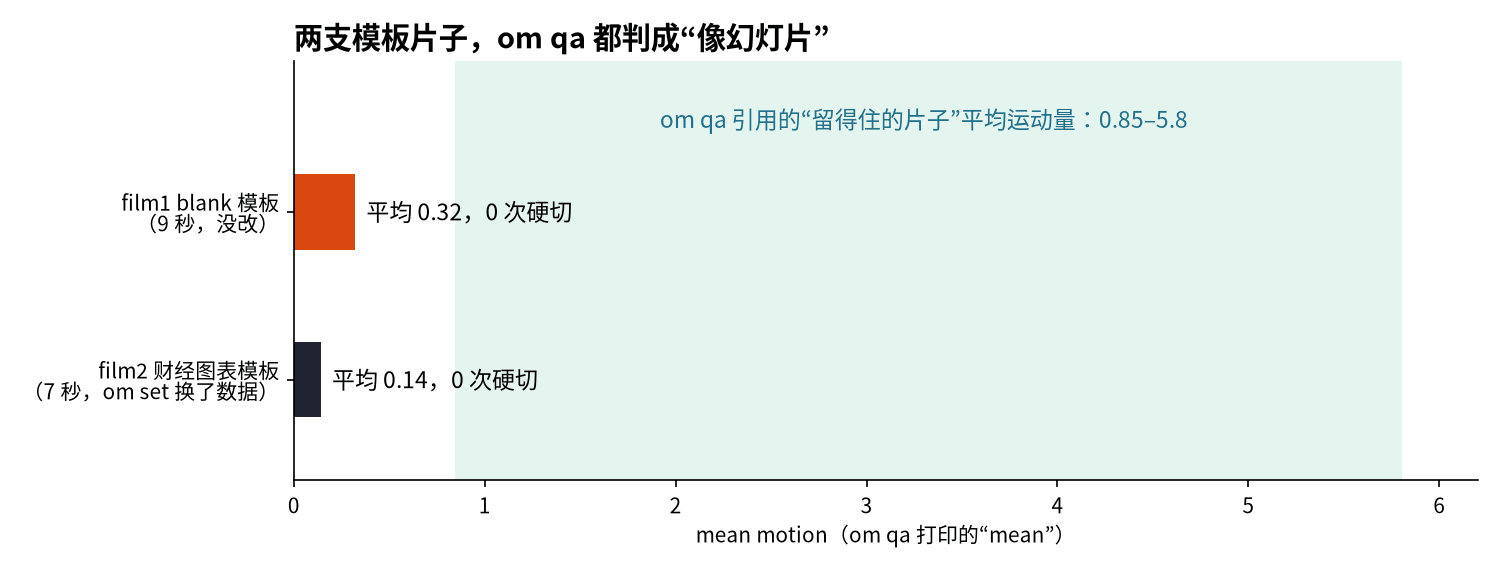 两支模板片子，om qa 都判成“像幻灯片”
om qa 引用的“留得住的片子”平均运动量：0.85–5.8
film1 blank 模板
（9 秒，没改）
平均 0.32，0 次硬切
film2 财经图表模板
（7 秒，om set 换了数据）
平均 0.14，0 次硬切
0 1 2 3 4 5 6
mean motion（om qa 打印的“mean”）